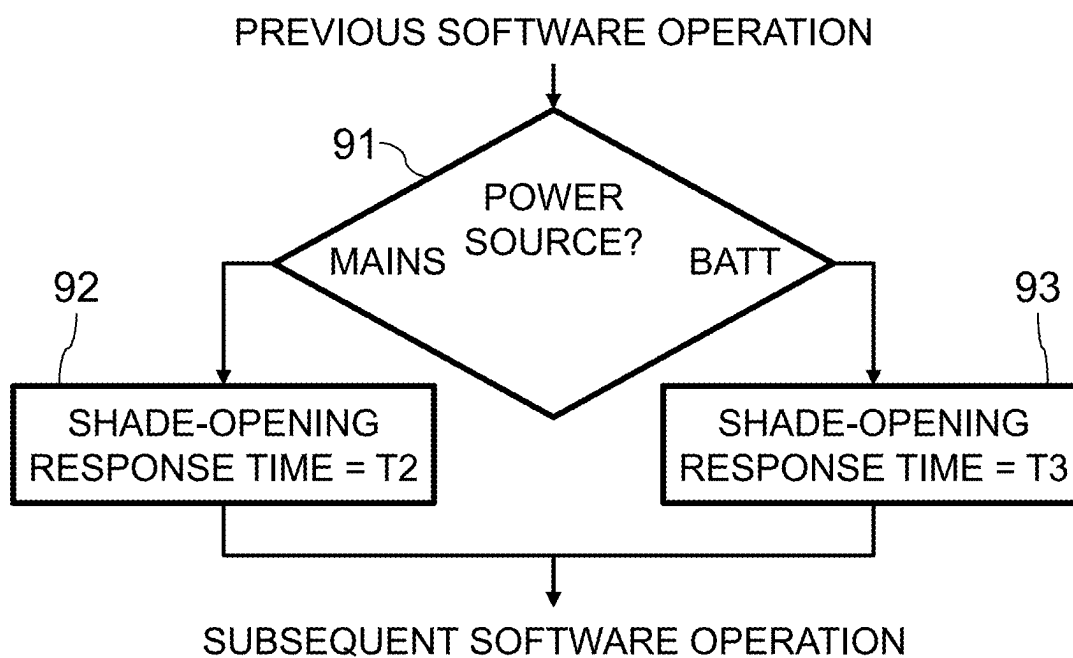 PREVIOUS SOFTWARE OPERATION
91
POWER
SOURCE?
MAINS
BATT
92
93
SHADE-OPENING
RESPONSE TIME = T2
SHADE-OPENING
RESPONSE TIME = T3
SUBSEQUENT SOFTWARE OPERATION